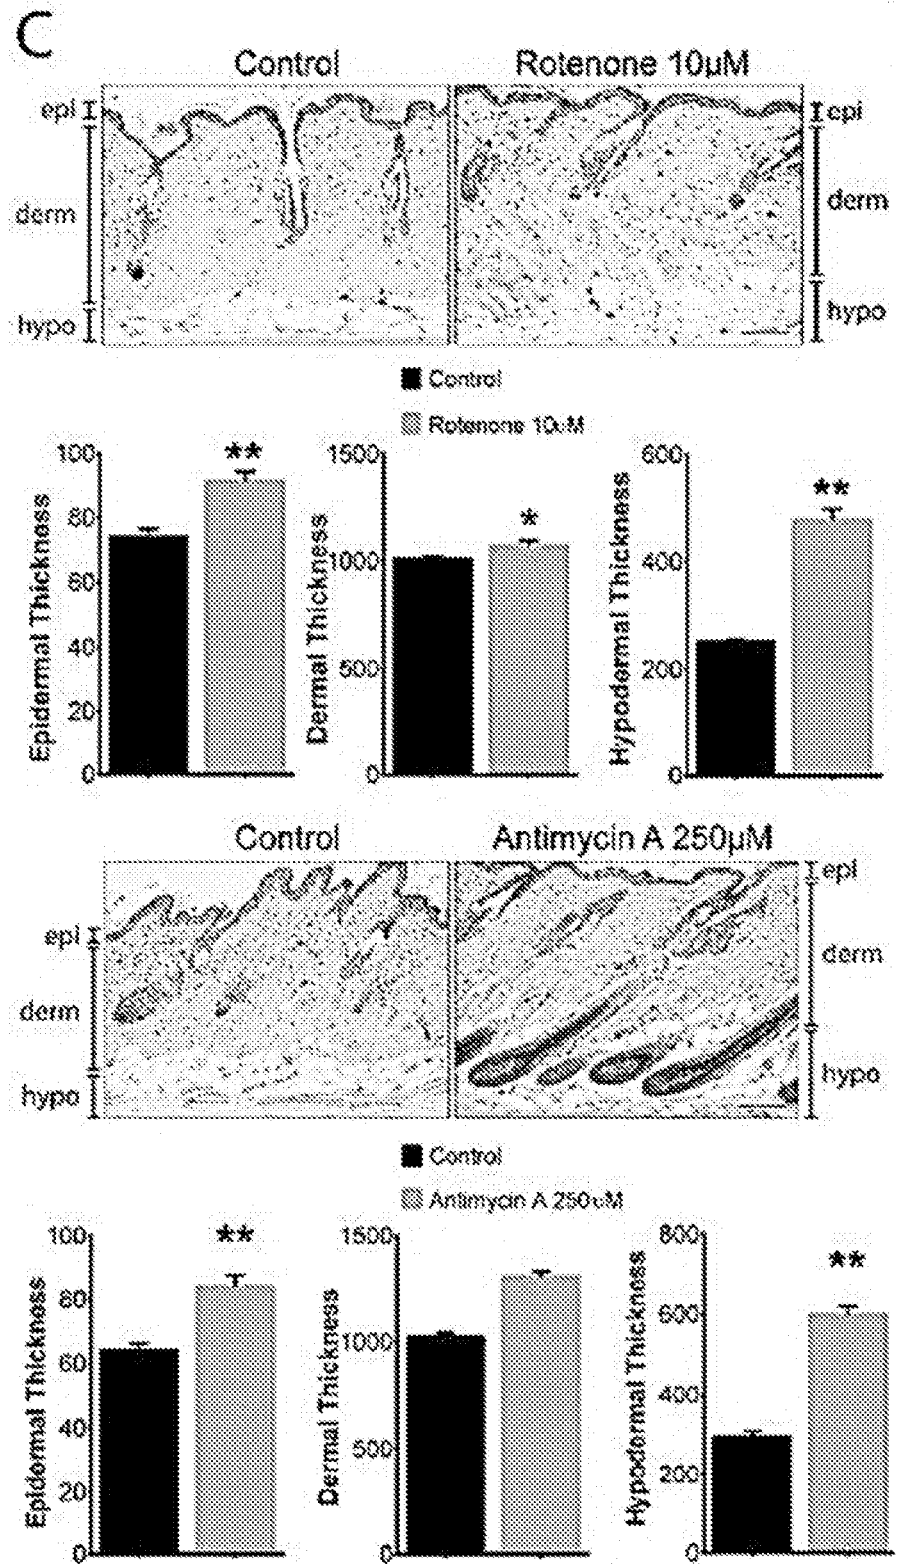 C
Control
Rotenone 10µM
epi
derm
hypo
epi
derm
hypo
Control
Rotenone 10uM
Epidermal Thickness
100
80
60
40
20
0
**
Dermal Thickness
1500
1000
500
0
*
Hypodermal Thickness
600
400
200
0
**
Control
Antimycin A 250µM
epi
derm
hypo
epi
derm
hypo
Control
Antimycin A 250uM
Epidermal Thickness
100
80
60
40
20
0
**
Dermal Thickness
1500
1000
500
0
Hypodermal Thickness
800
600
400
200
0
**